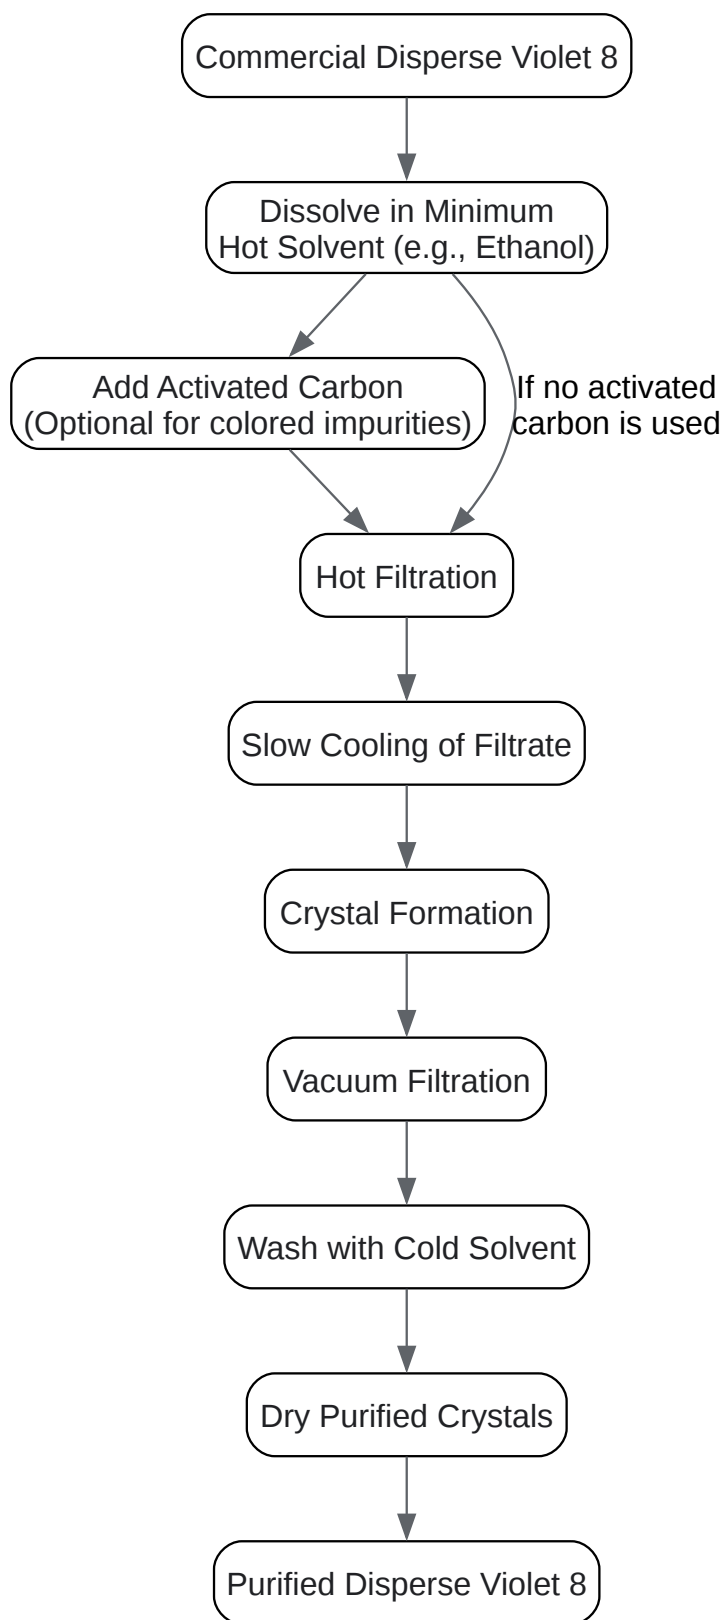 Commercial Disperse Violet 8
Dissolve in Minimum
Hot Solvent (e.g., Ethanol)
Add Activated Carbon
(Optional for colored impurities)
If no activated
carbon is used
Hot Filtration
Slow Cooling of Filtrate
Crystal Formation
Vacuum Filtration
Wash with Cold Solvent
Dry Purified Crystals
Purified Disperse Violet 8